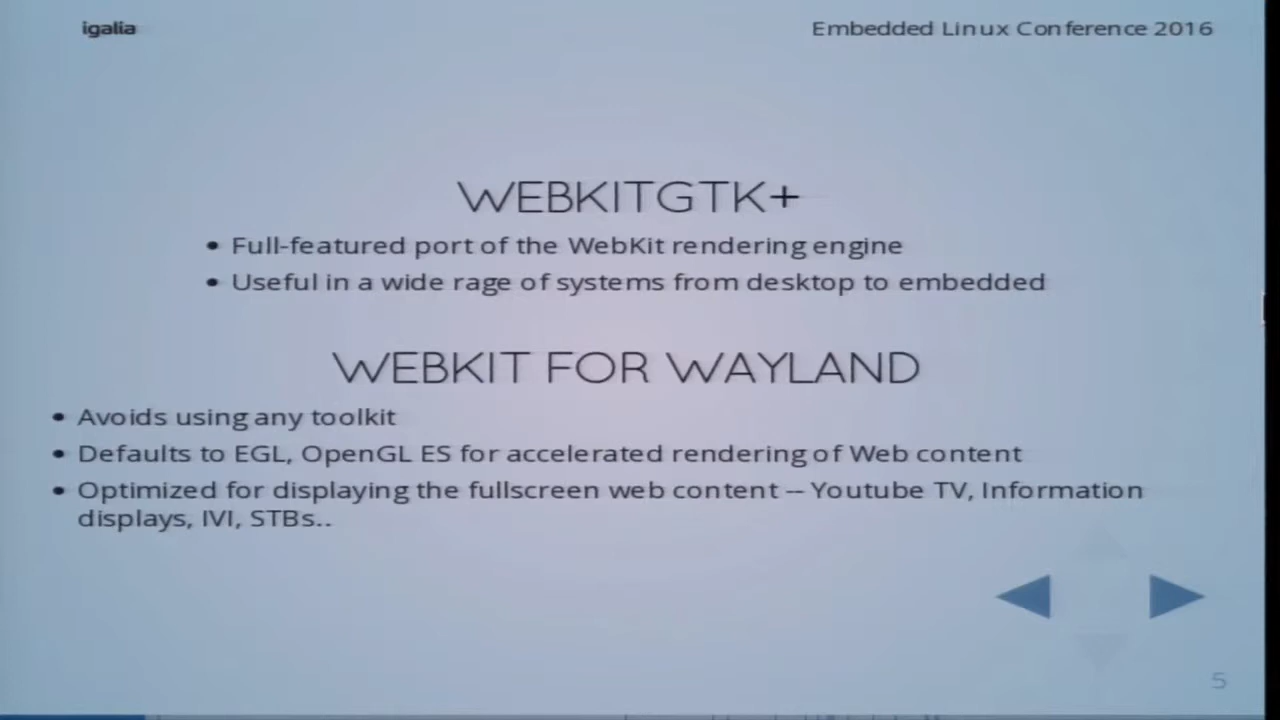 igalia
Embedded Linux Conference 2016
WEBKITGTK+
• Full-featured port of the WebKit rendering engine
• Useful in a wide rage of systems from desktop to embedded
WEBKIT FOR WAYLAND
• Avoids using any toolkit
• Defaults to EGL, OpenGL ES for accelerated rendering of Web content
• Optimized for displaying the fullscreen web content -- Youtube TV, Information
displays, IVI, STBs..
5